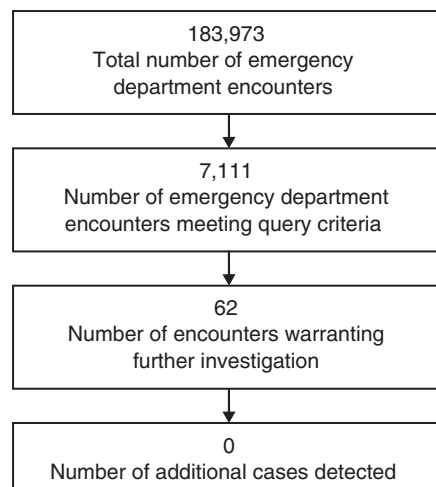 183,973
Total number of emergency
department encounters
7,111
Number of emergency department
encounters meeting query criteria
62
Number of encounters warranting
further investigation
0
Number of additional cases detected